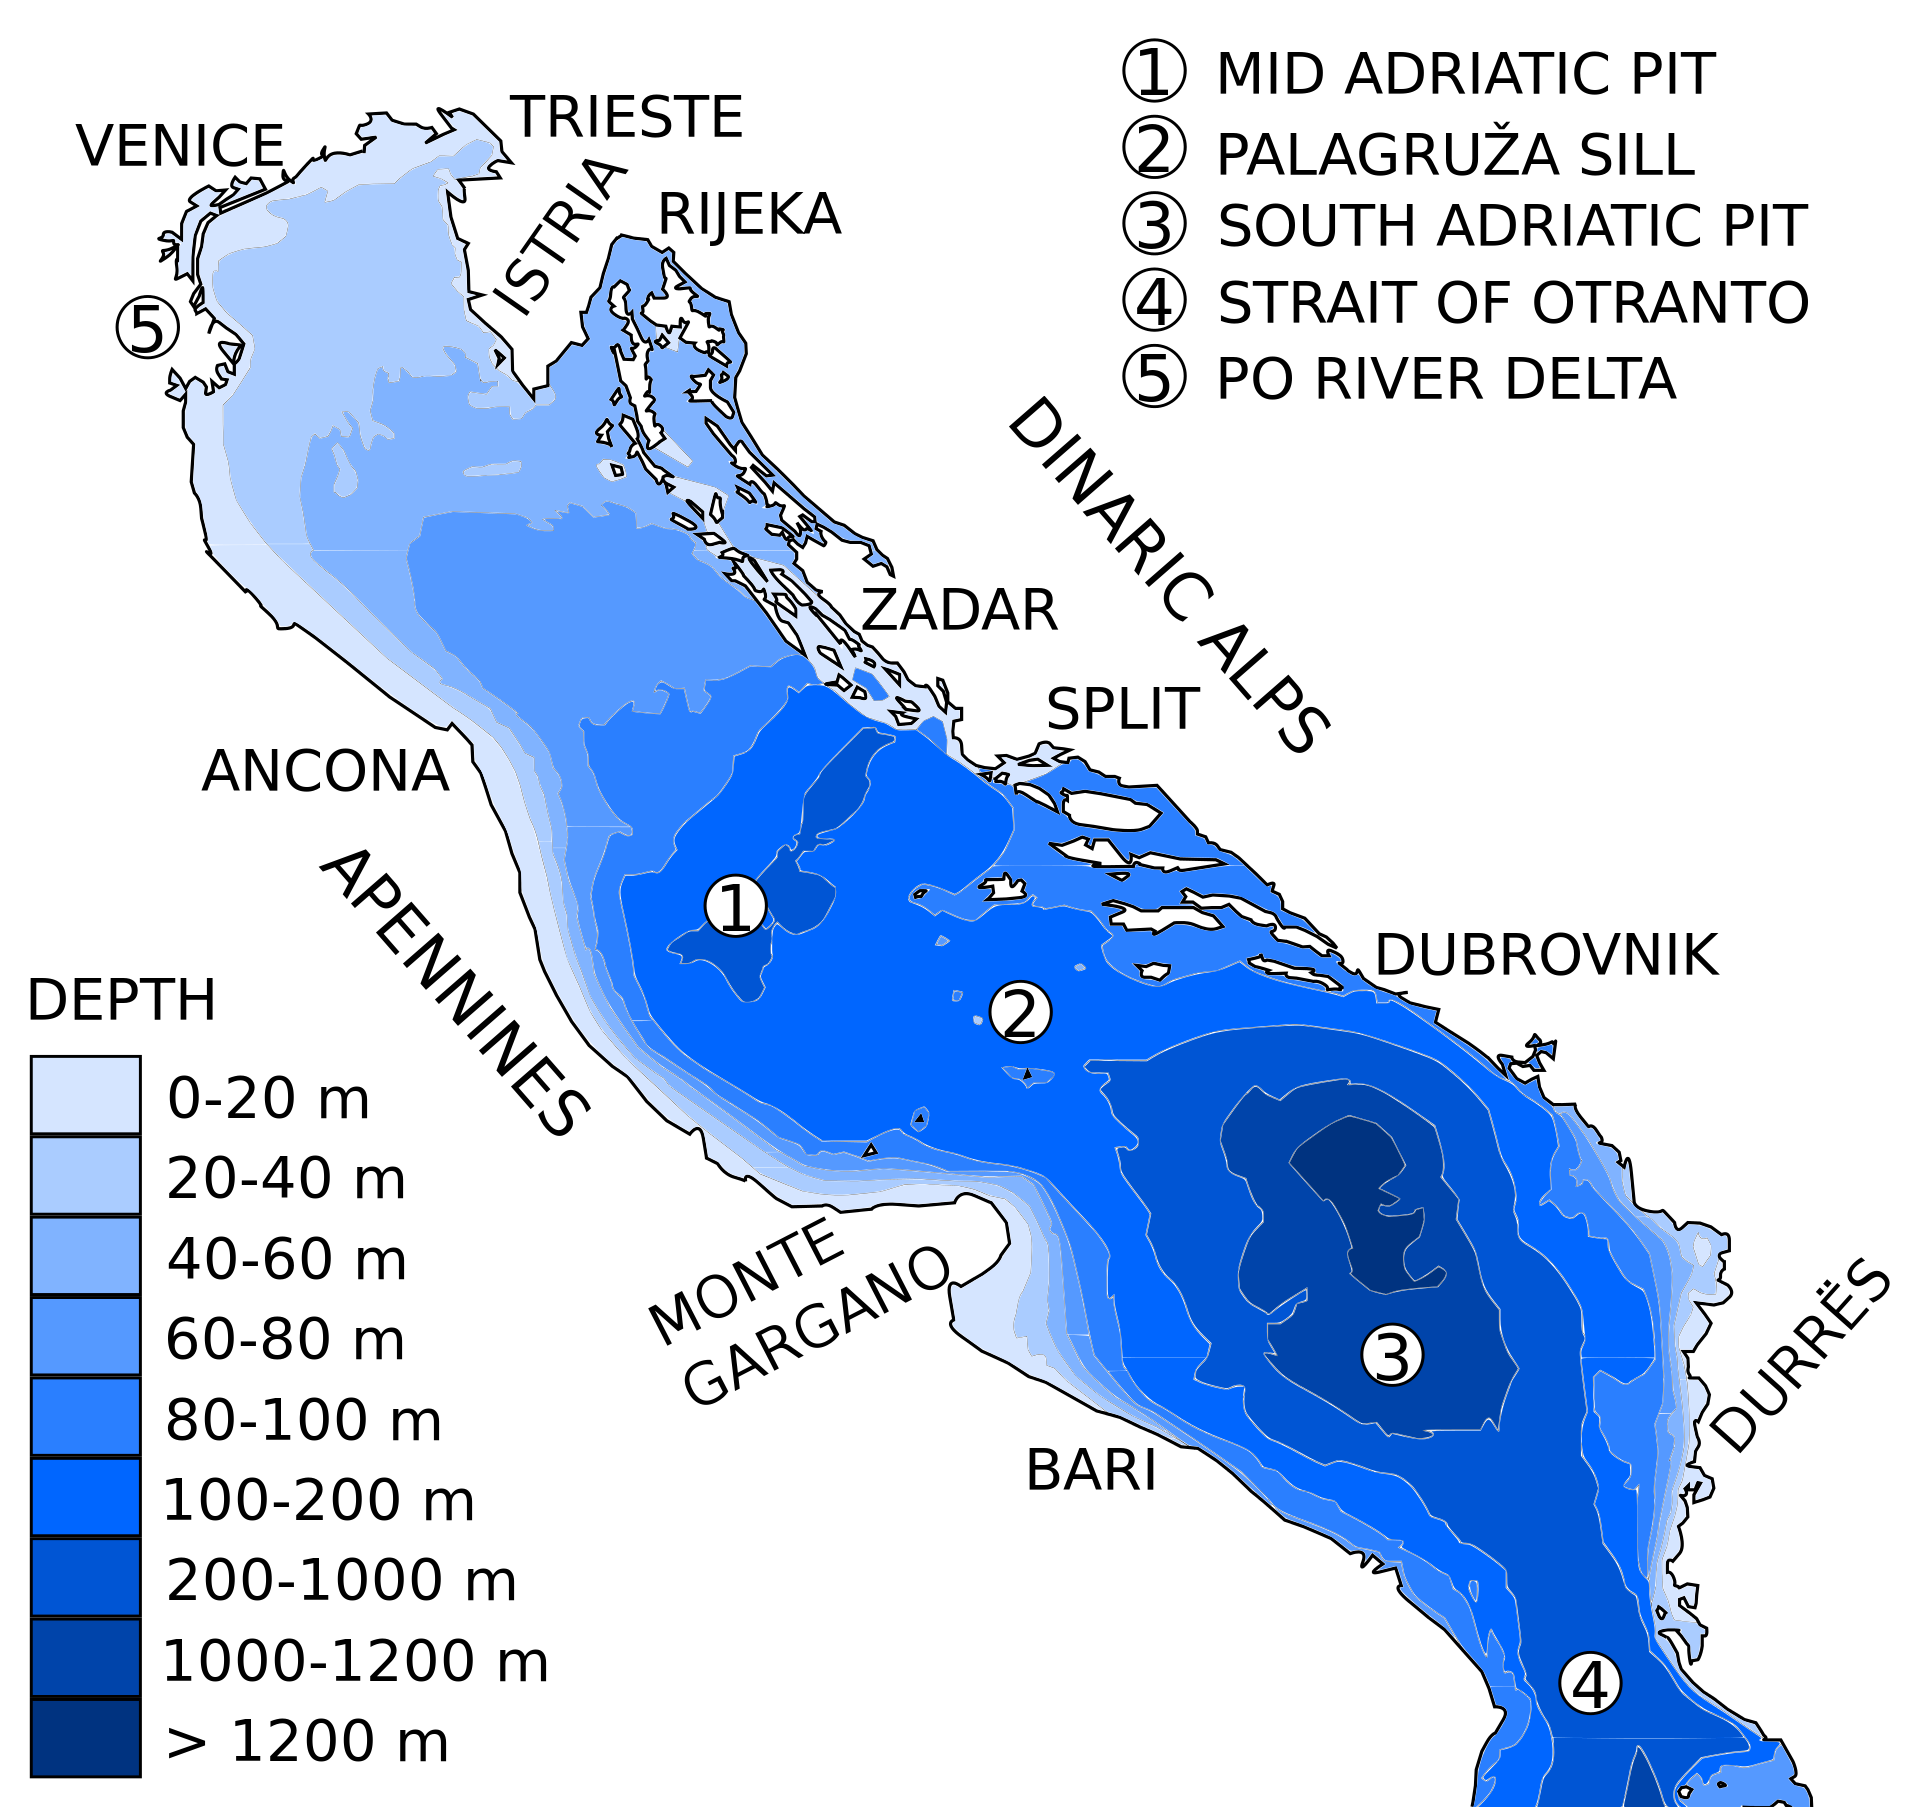 ① MID ADRIATIC PIT
② PALAGRUŽA SILL
③ SOUTH ADRIATIC PIT
④ STRAIT OF OTRANTO
⑤ PO RIVER DELTA
TRIESTE
VENICE
ISTRIA
RIJEKA
5
DINARIC ALPS
ZADAR
SPLIT
ANCONA
APENNINES
1
DUBROVNIK
2
MONTE
GARGANO
3
DURRËS
BARI
4
DEPTH
0-20 m
20-40 m
40-60 m
60-80 m
80-100 m
100-200 m
200-1000 m
1000-1200 m
> 1200 m